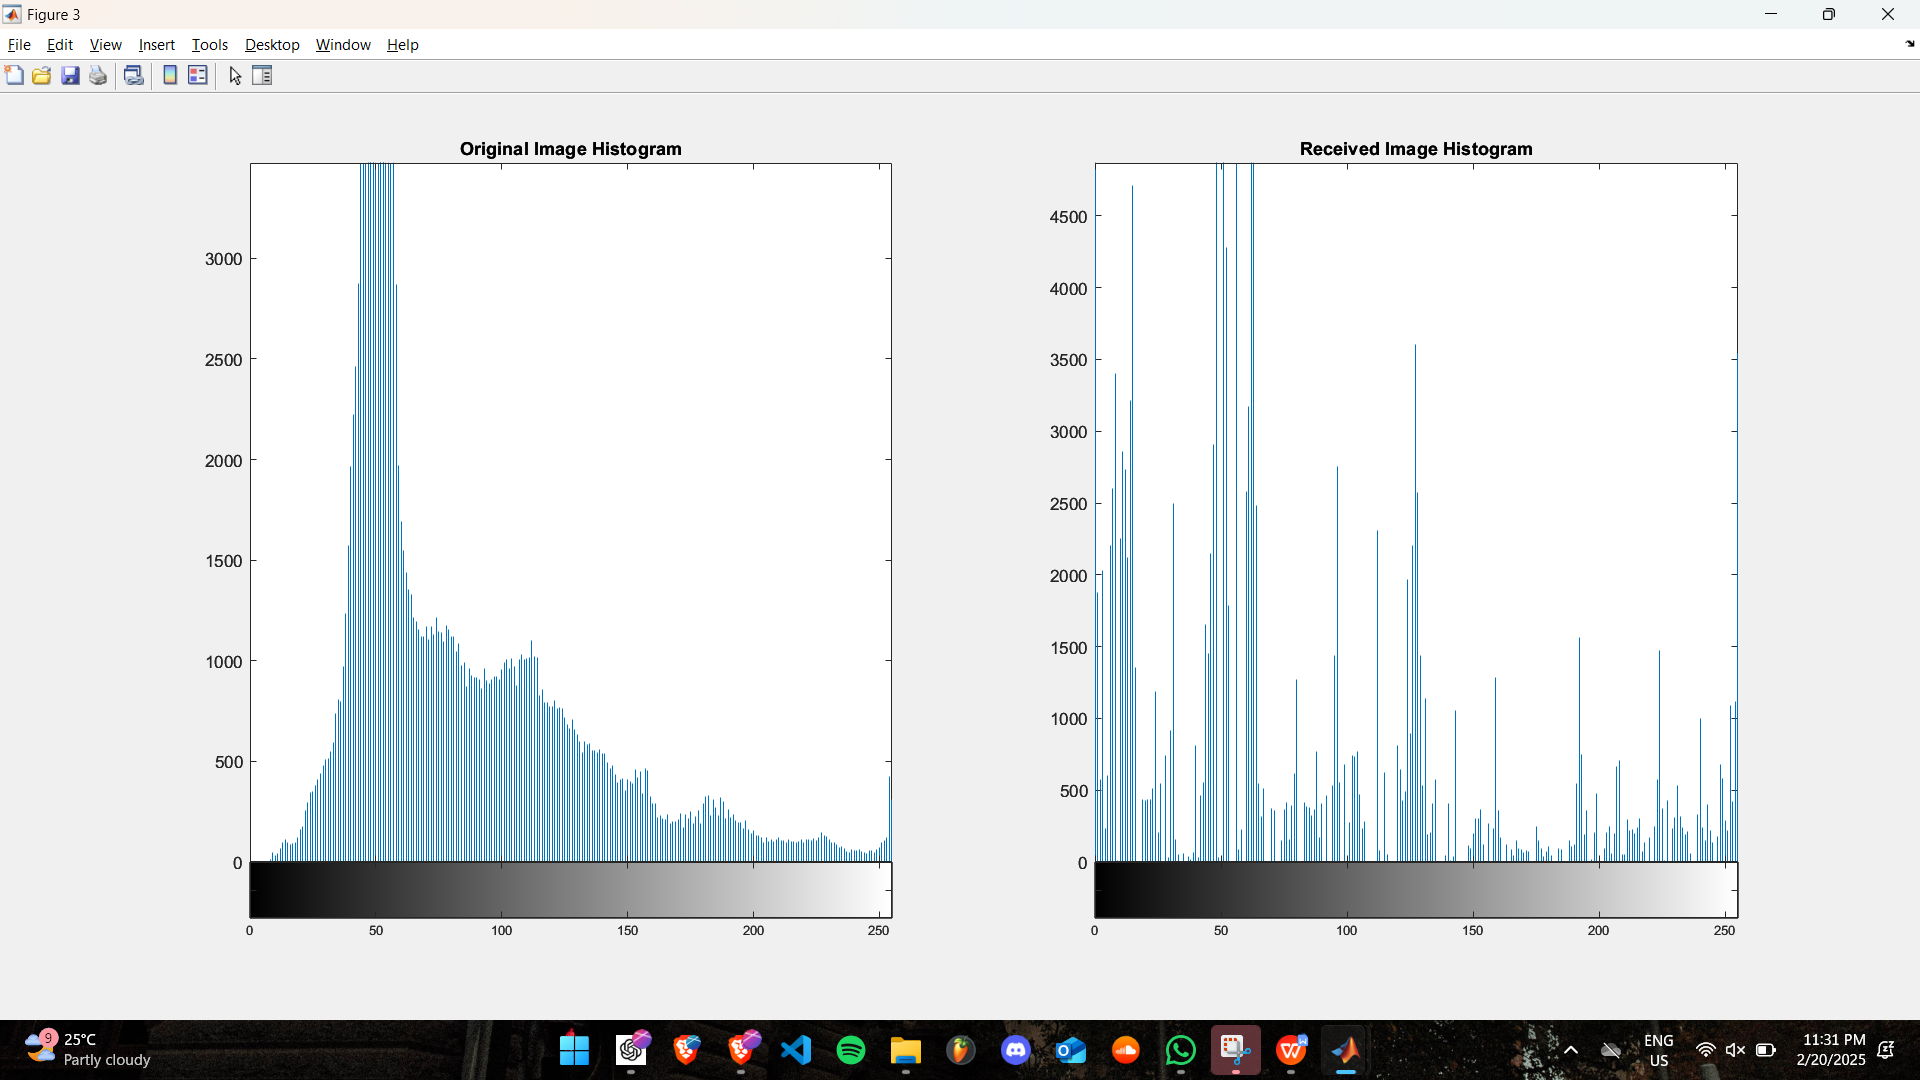 Figure 3
File Edit View Insert Tools Desktop Window Help
Original Image Histogram
3000
2500
2000
1500
1000
500
0
0 50 100 150 200 250
Received Image Histogram
4500
4000
3500
3000
2500
2000
1500
1000
500
0
0 50 100 150 200 250
9
25°C
Partly cloudy
ENG
US
11:31 PM
2/20/2025